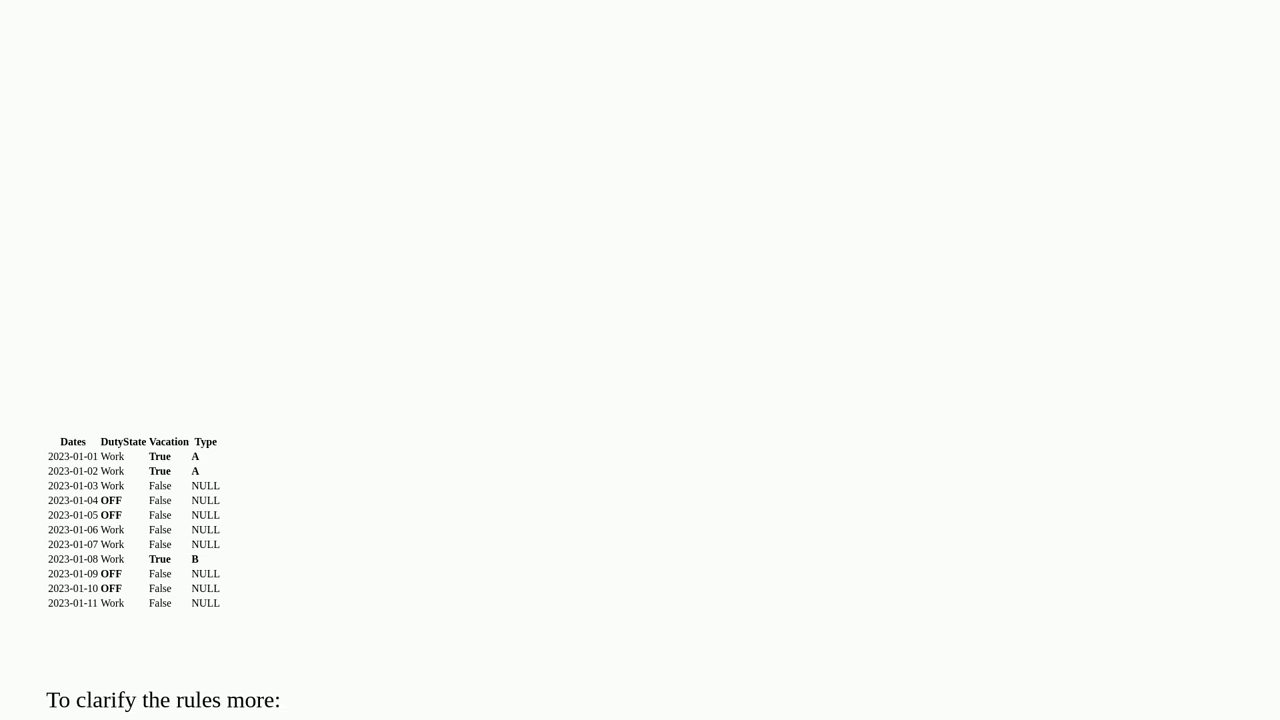 Dates DutyState Vacation Type
2023-01-01 Work True A
2023-01-02 Work True A
2023-01-03 Work False NULL
2023-01-04 OFF False NULL
2023-01-05 OFF False NULL
2023-01-06 Work False NULL
2023-01-07 Work False NULL
2023-01-08 Work True B
2023-01-09 OFF False NULL
2023-01-10 OFF False NULL
2023-01-11 Work False NULL
To clarify the rules more: